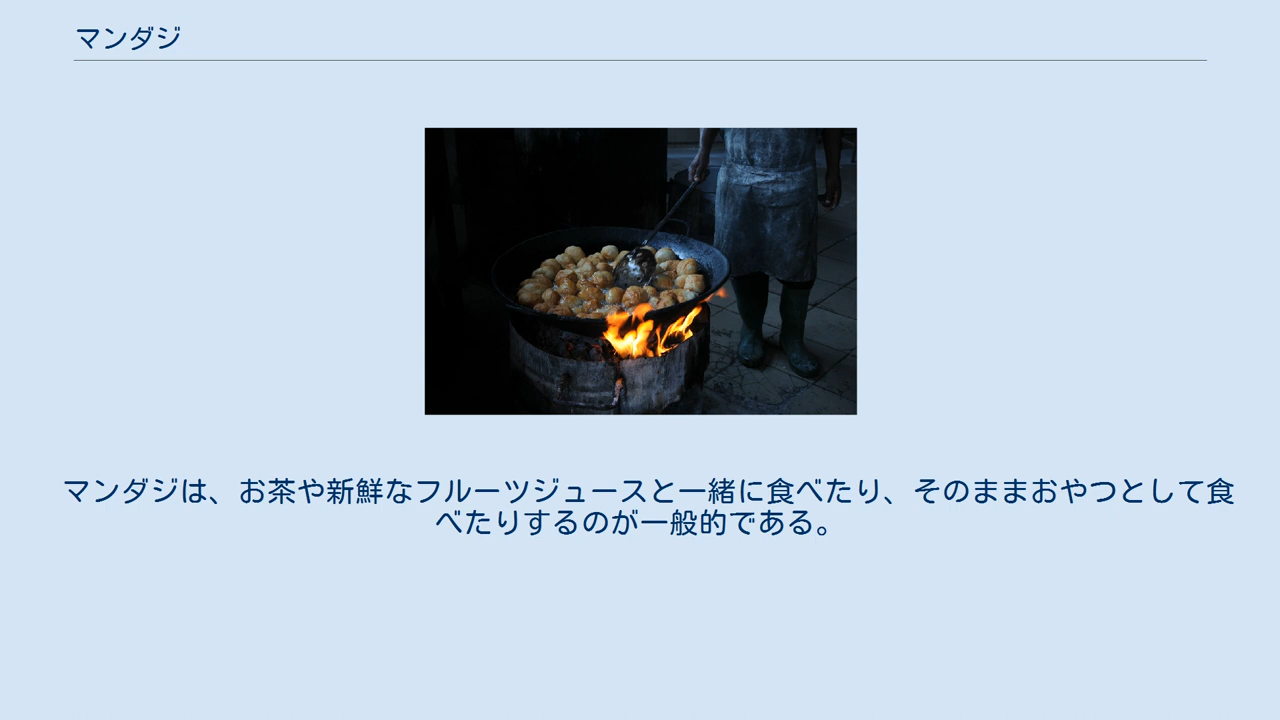 マンダジ
マンダジは、お茶や新鮮なフルーツジュースと一緒に食べたり、そのままおやつとして食
べたりするのが一般的である。